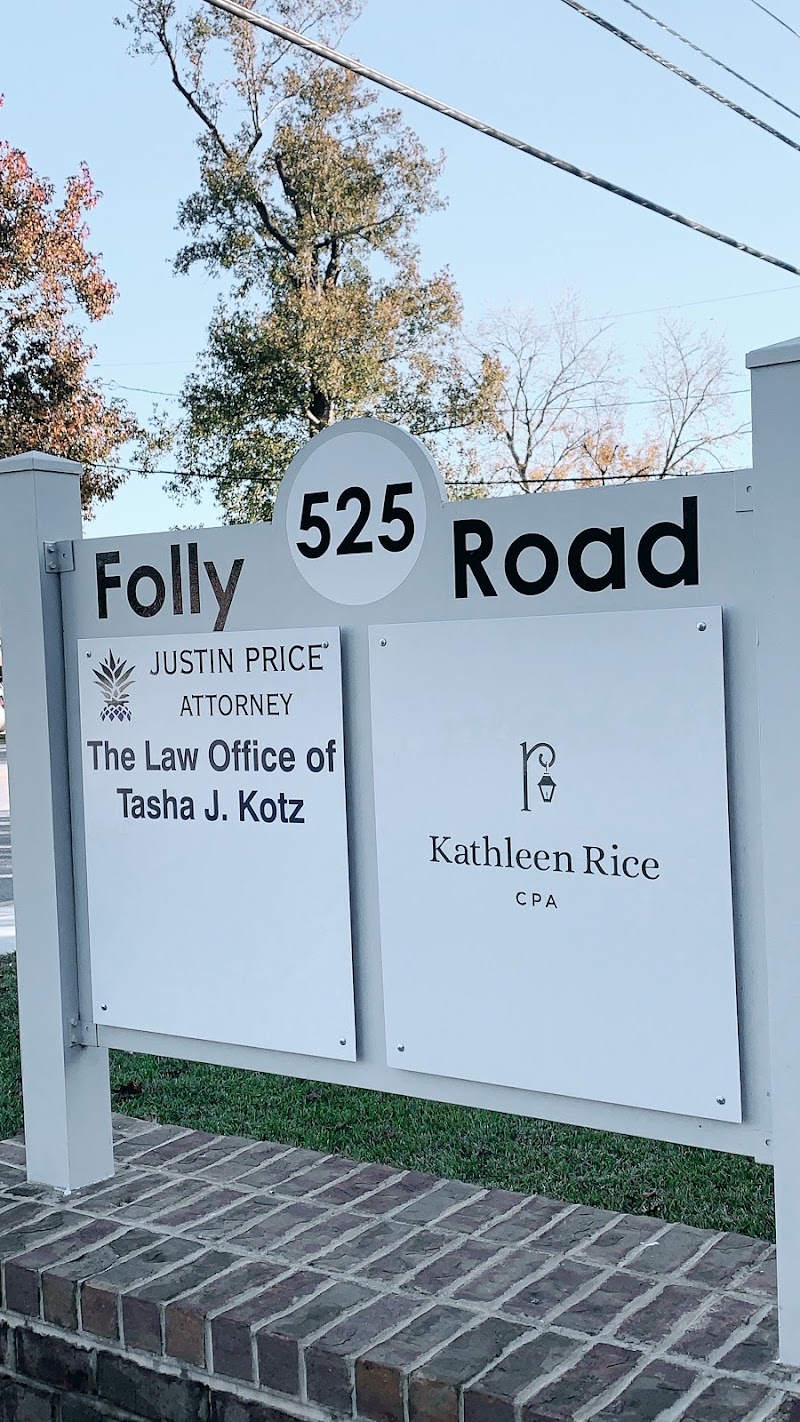 Folly 525 Road
JUSTIN PRICE
ATTORNEY
The Law Office of
Tasha J. Kotz
r
Kathleen Rice
CPA